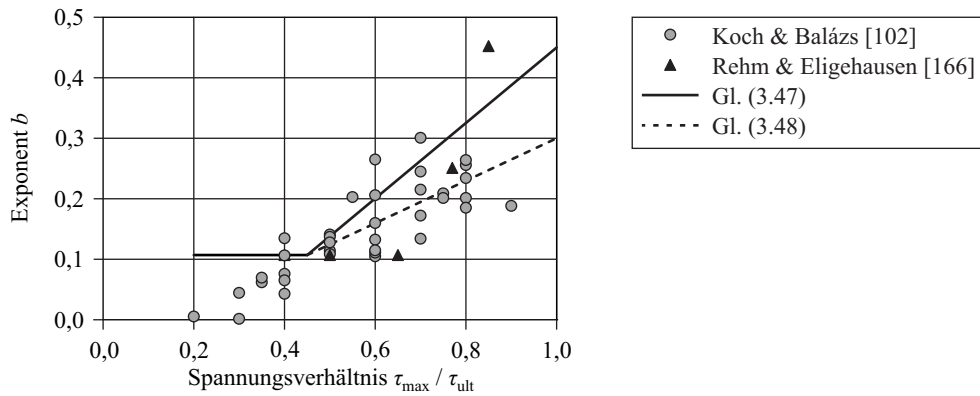 0,5
0,4
0,3
0,2
0,1
0,0
Exponent b
0,0 0,2 0,4 0,6 0,8 1,0
Spannungsverhältnis τmax / τult
Koch & Balázs [102]
Rehm & Eligehausen [166]
Gl. (3.47)
Gl. (3.48)